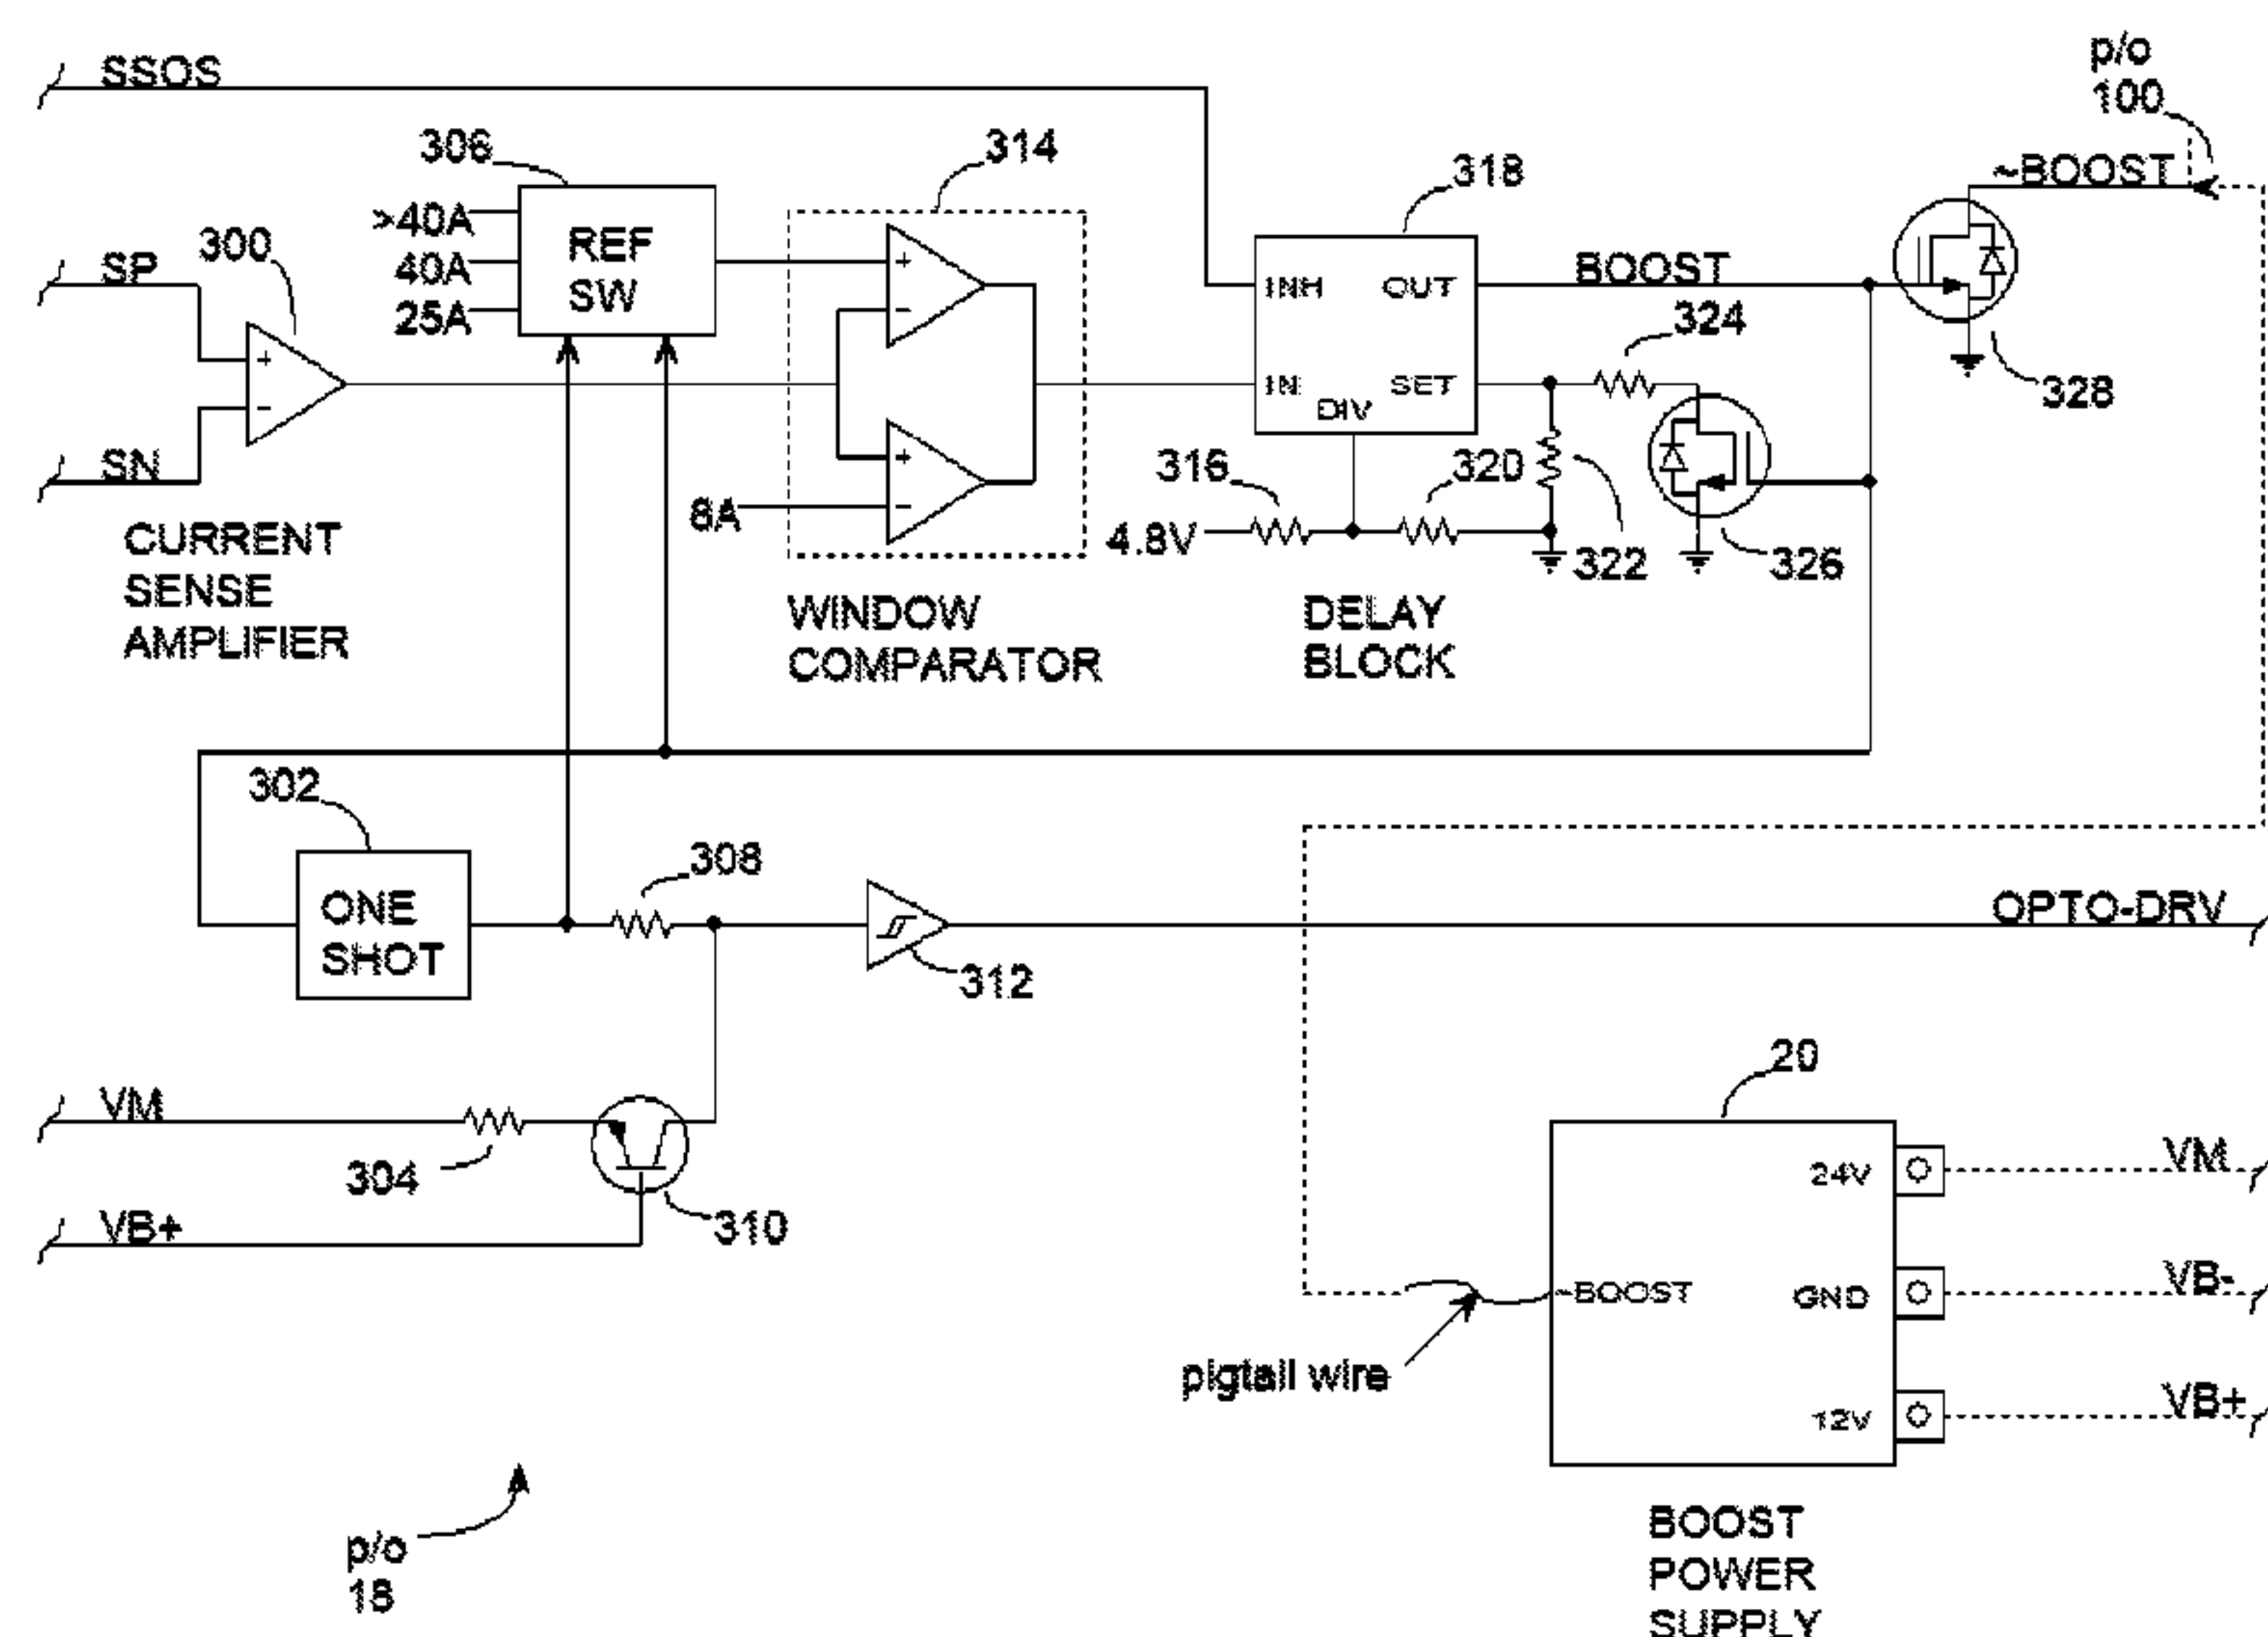 SSOS
p/o
100
306
314
318
~BOOST
>40A
40A
25A
REF
SW
300
SP
SN
+
-
+
-
+
-
INH
OUT
IN
SET
DIV
BOOST
324
328
316
320
8A
4.8V
322
326
CURRENT
SENSE
AMPLIFIER
WINDOW
COMPARATOR
DELAY
BLOCK
302
308
ONE
SHOT
312
OPTO-DRV
VM
304
310
VB+
20
24V
VM
~BOOST
GND
VB-
pigtail wire
12V
VB+
p/o
18
BOOST
POWER
SUPPLY